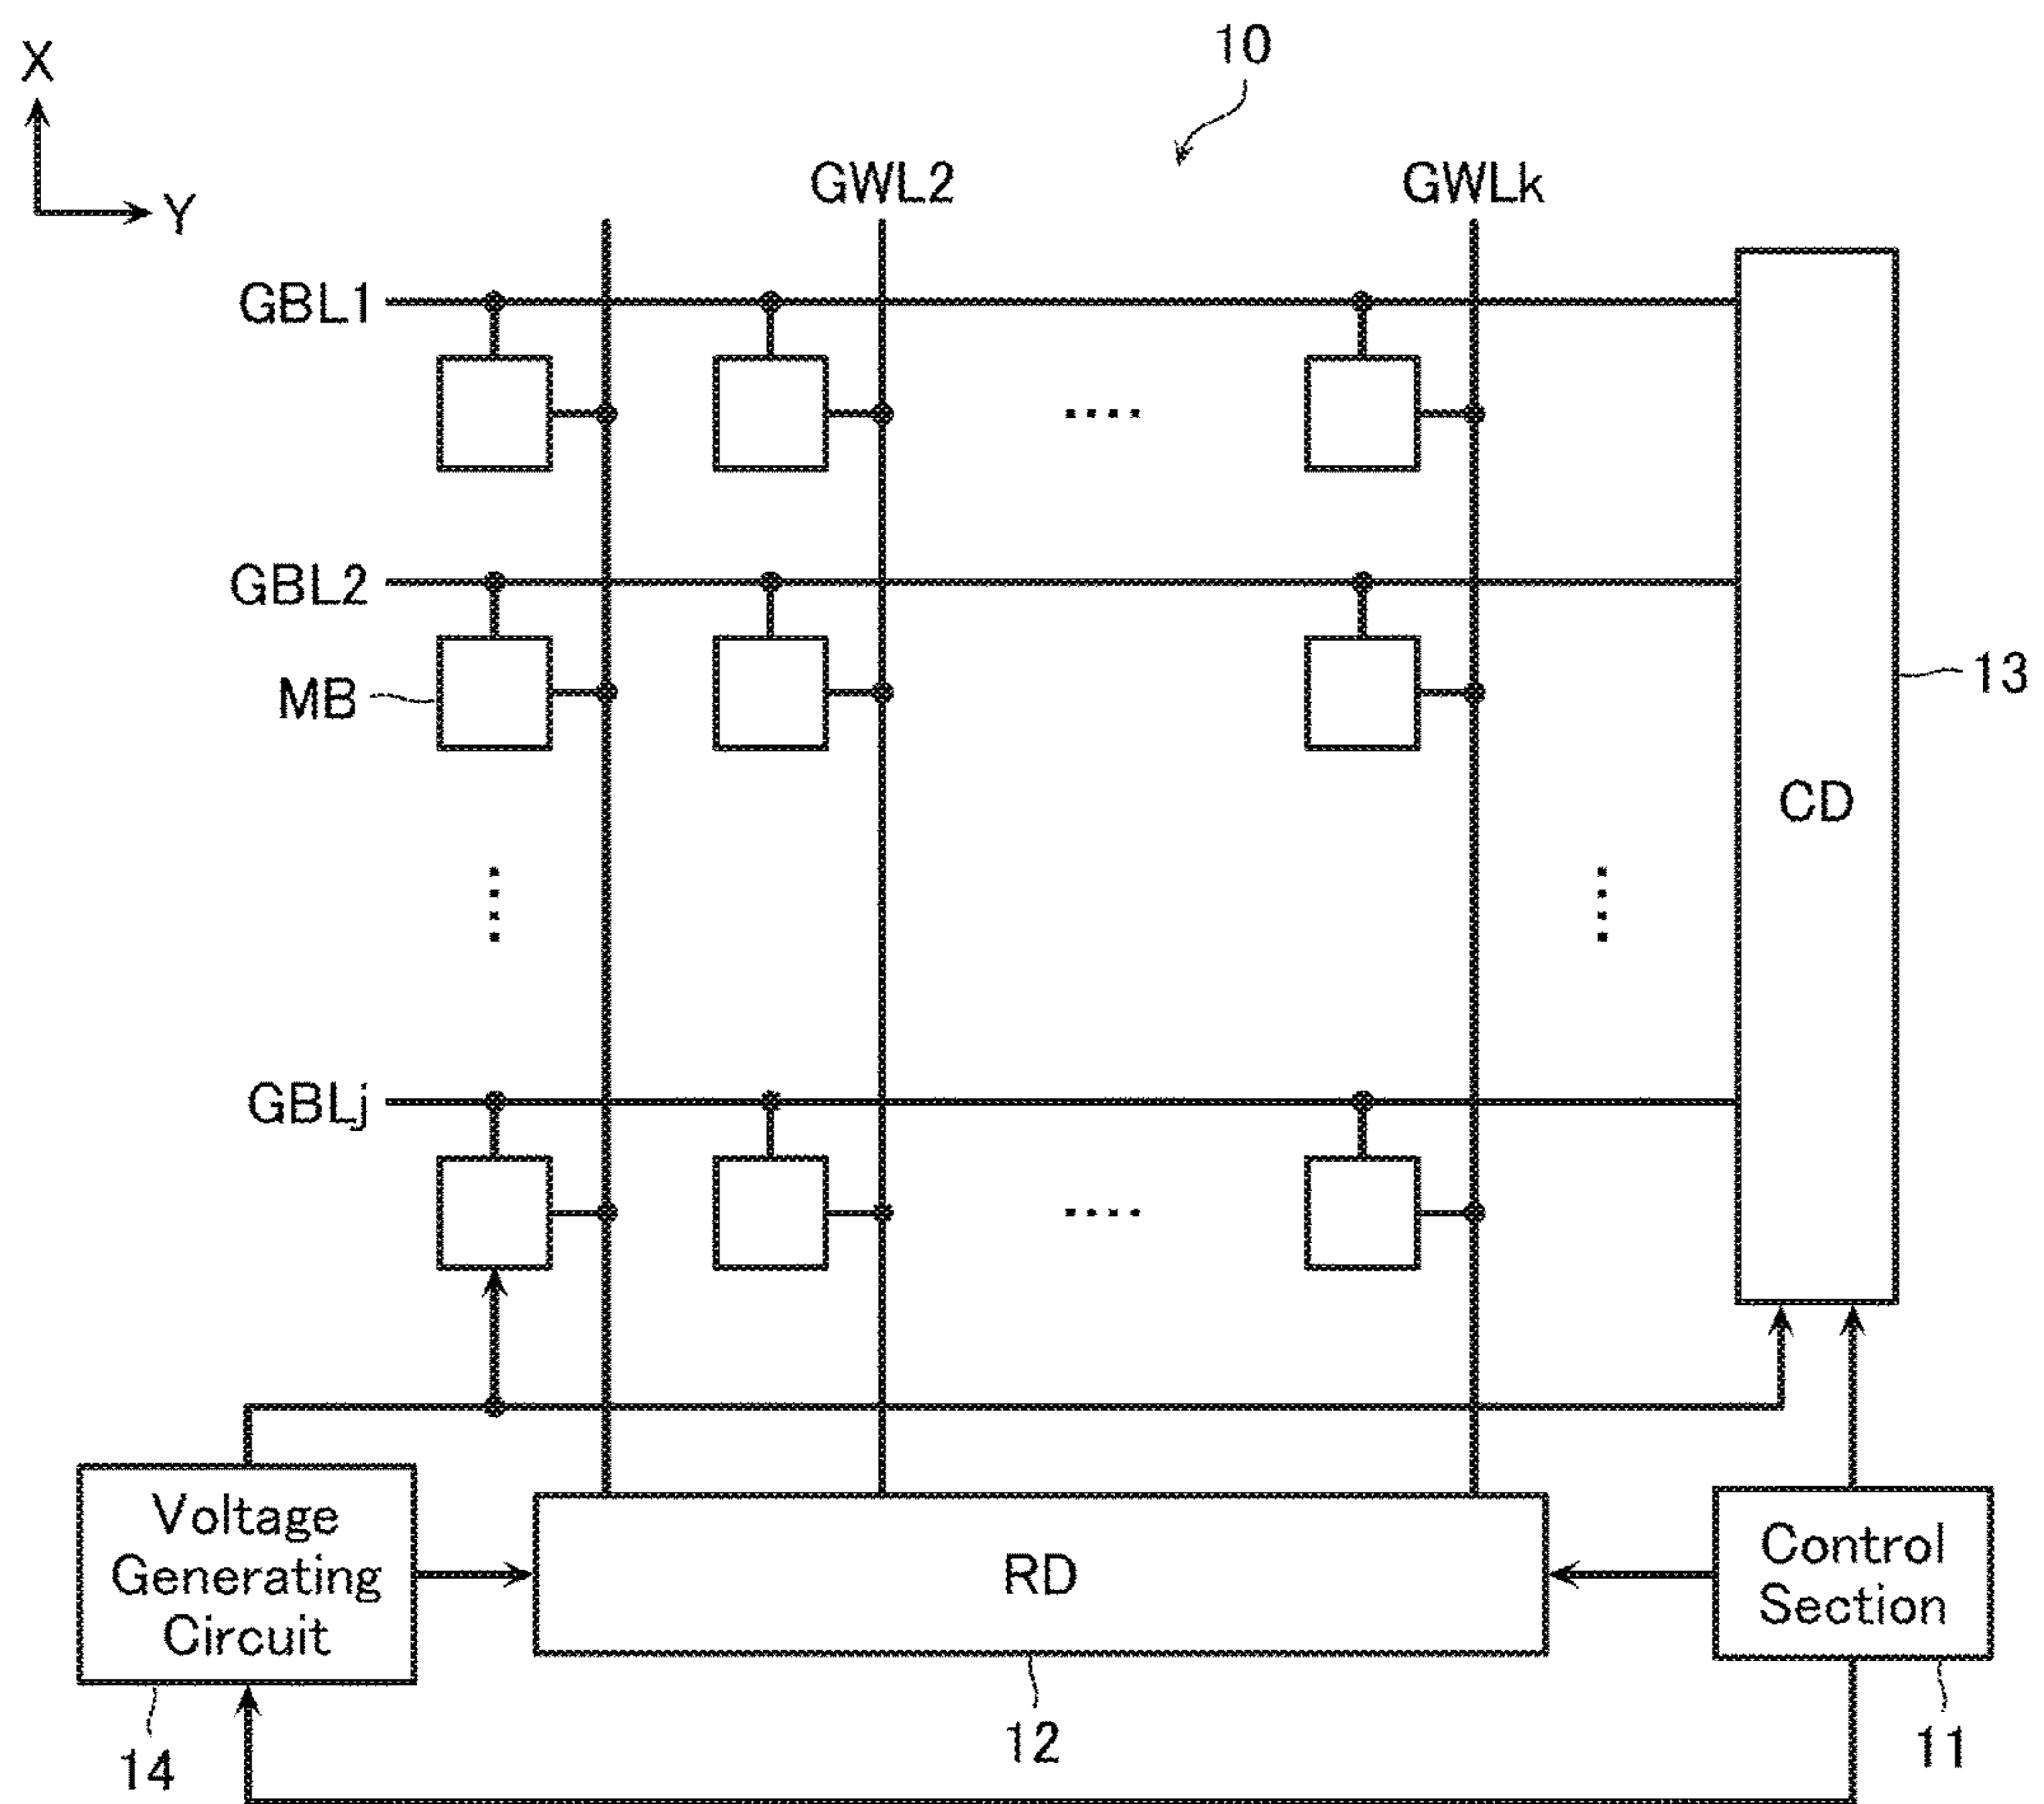 X
10
Y
GWL2
GWLk
GBL1
GBL2
MB
13
CD
GBLj
Voltage
Generating
Circuit
RD
Control
Section
14
12
11